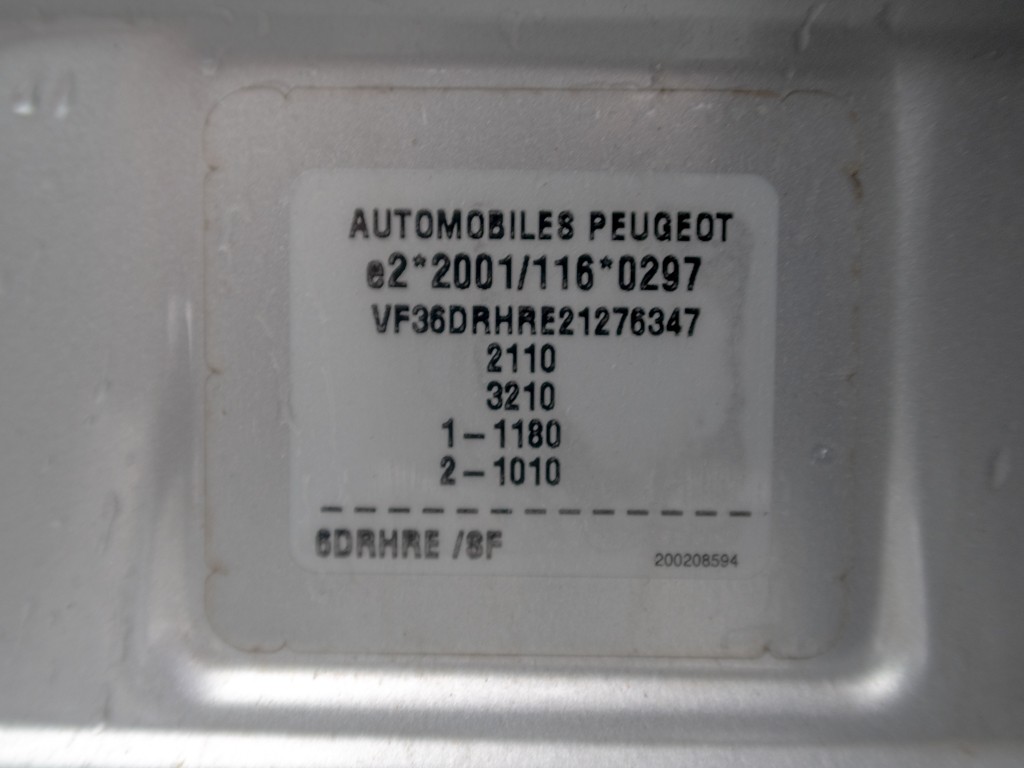 AUTOMOBILES PEUGEOT
e2*2001/116*0297
VF36DRHRE21276347
2110
3210
1-1180
2-1010
6DRHRE /8F
200208594